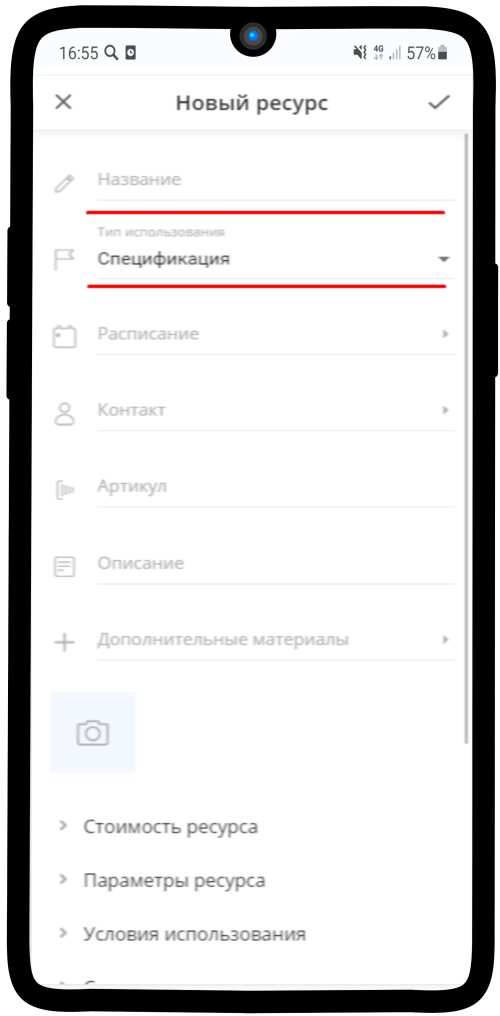 16:55
4G 57%
Новый ресурс
Название
Тип использования
Спецификация
Расписание
Контакт
Артикул
Описание
Дополнительные материалы
Стоимость ресурса
Параметры ресурса
Условия использования